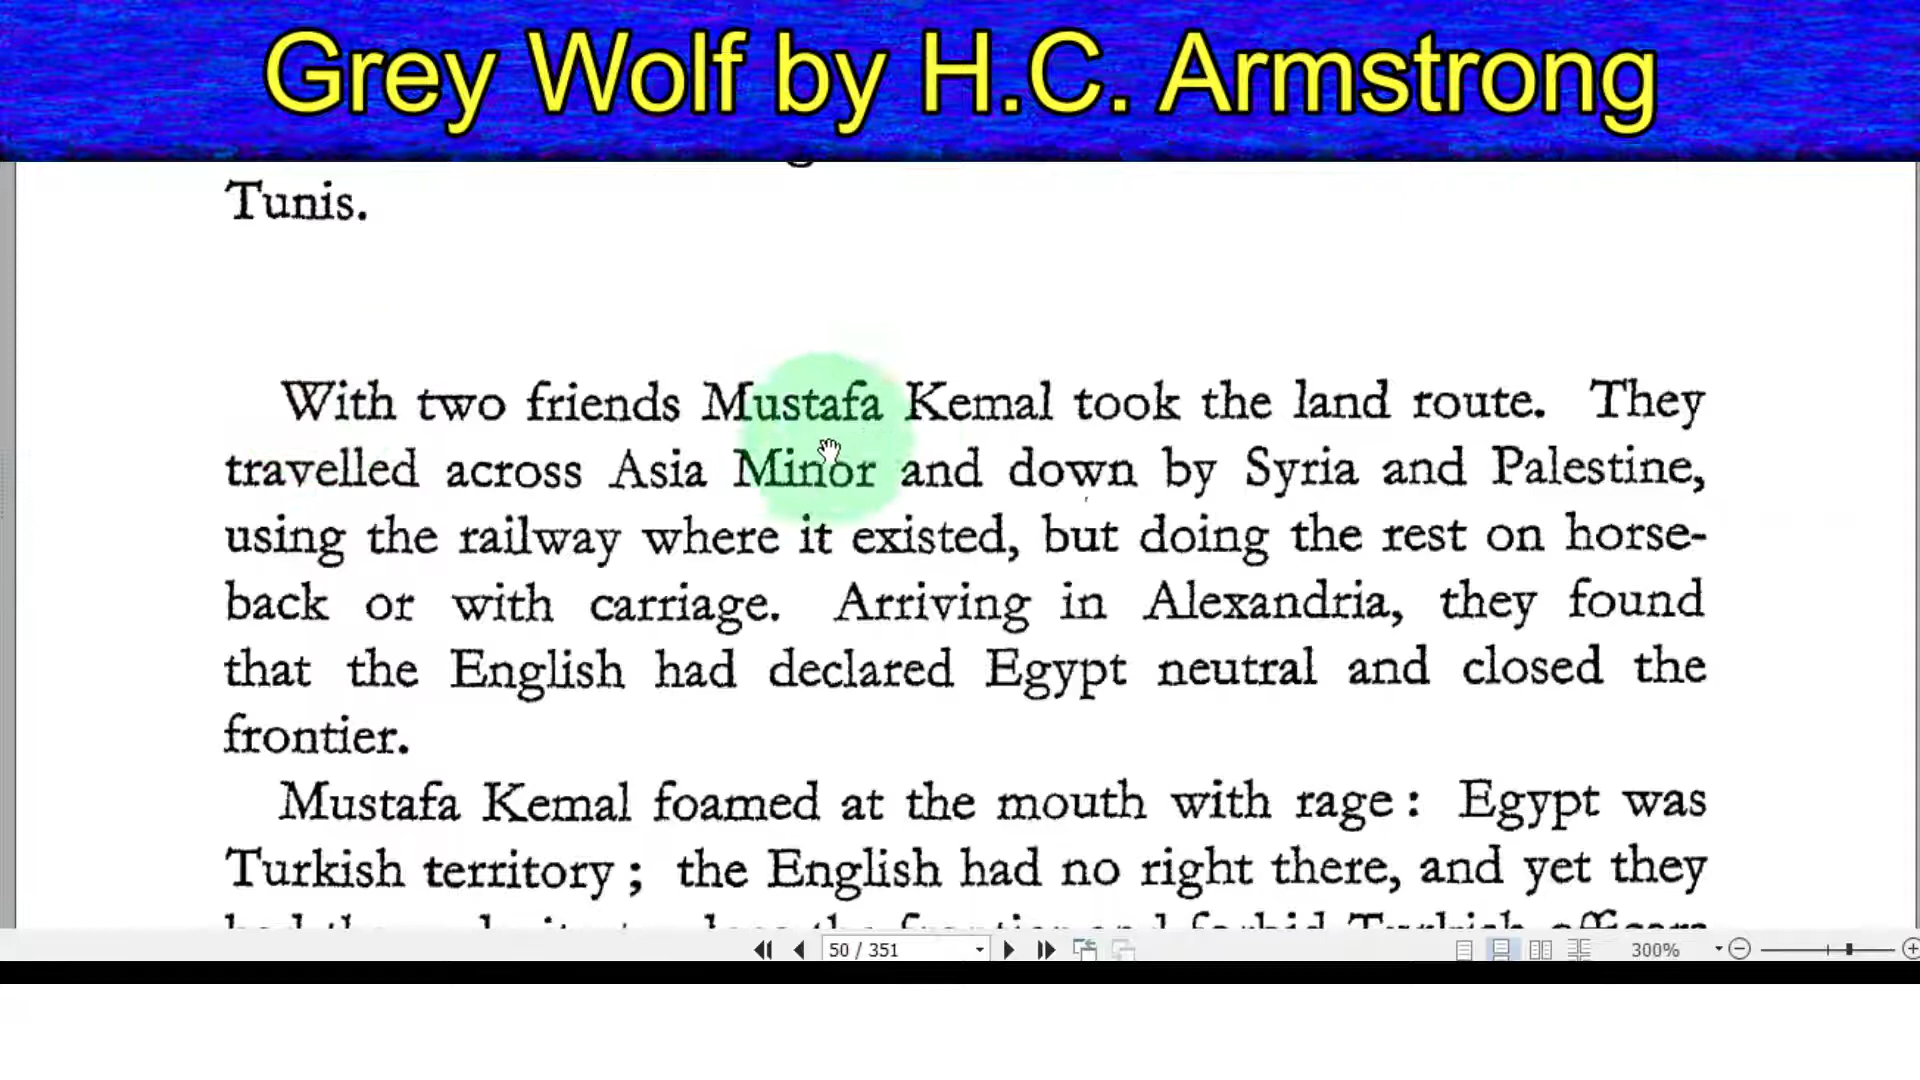 Grey Wolf by H.C. Armstrong
Tunis.
With two friends Mustafa Kemal took the land route. They
travelled across Asia Minor and down by Syria and Palestine,
using the railway where it existed, but doing the rest on horse-
back or with carriage. Arriving in Alexandria, they found
that the English had declared Egypt neutral and closed the
frontier.
Mustafa Kemal foamed at the mouth with rage : Egypt was
Turkish territory ; the English had no right there, and yet they
50 / 351
300%